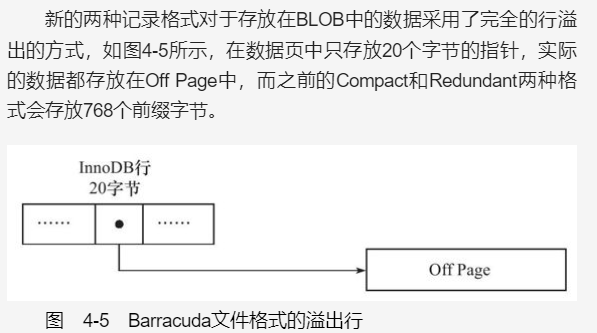 新的两种记录格式对于存放在BLOB中的数据采用了完全的行溢
出的方式，如图4-5所示，在数据页中只存放20个字节的指针，实际
的数据都存放在Off Page中，而之前的Compact和Redundant两种格
式会存放768个前缀字节。
InnoDB行
20字节
…… ……
Off Page
图 4-5 Barracuda文件格式的溢出行